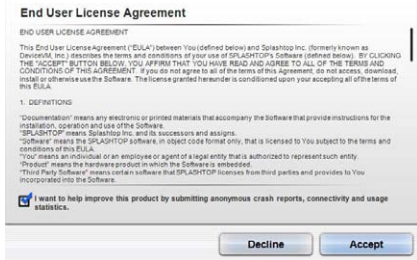 End User License Agreement
END USER LICENSE AGREEMENT
This End User License Agreement ("EULA") between You (defined below) and Splashtop Inc. (formerly known as
DeviceVM, Inc.) describes the terms and conditions of your use of SPLASHTOP's Software (defined below). BY CLICKING
THE "ACCEPT" BUTTON BELOW, YOU AFFIRM THAT YOU HAVE READ AND AGREE TO ALL OF THE TERMS AND
CONDITIONS OF THIS AGREEMENT. If you do not agree to all of the terms of this Agreement, do not access, download,
install or otherwise use the Software. The license granted hereunder is conditioned upon your accepting all of the terms of
this EULA.
1. DEFINITIONS
"Documentation" means any electronic or printed materials that accompany the Software that provide instructions for the
installation, operation and use of the Software.
"SPLASHTOP" means Splashtop Inc. and its successors and assigns.
"Software" means the SPLASHTOP software, in object code format only, that is licensed to You subject to the terms and
conditions of this EULA.
"You" means an individual or an employee or agent of a legal entity that is authorized to represent such entity.
"Product" means the hardware product in which the Software is embedded.
"Third Party Software" means certain software that SPLASHTOP licenses from third parties and provides to You
incorporated into the Software.
I want to help improve this product by submitting anonymous crash reports, connectivity and usage
statistics.
Decline
Accept